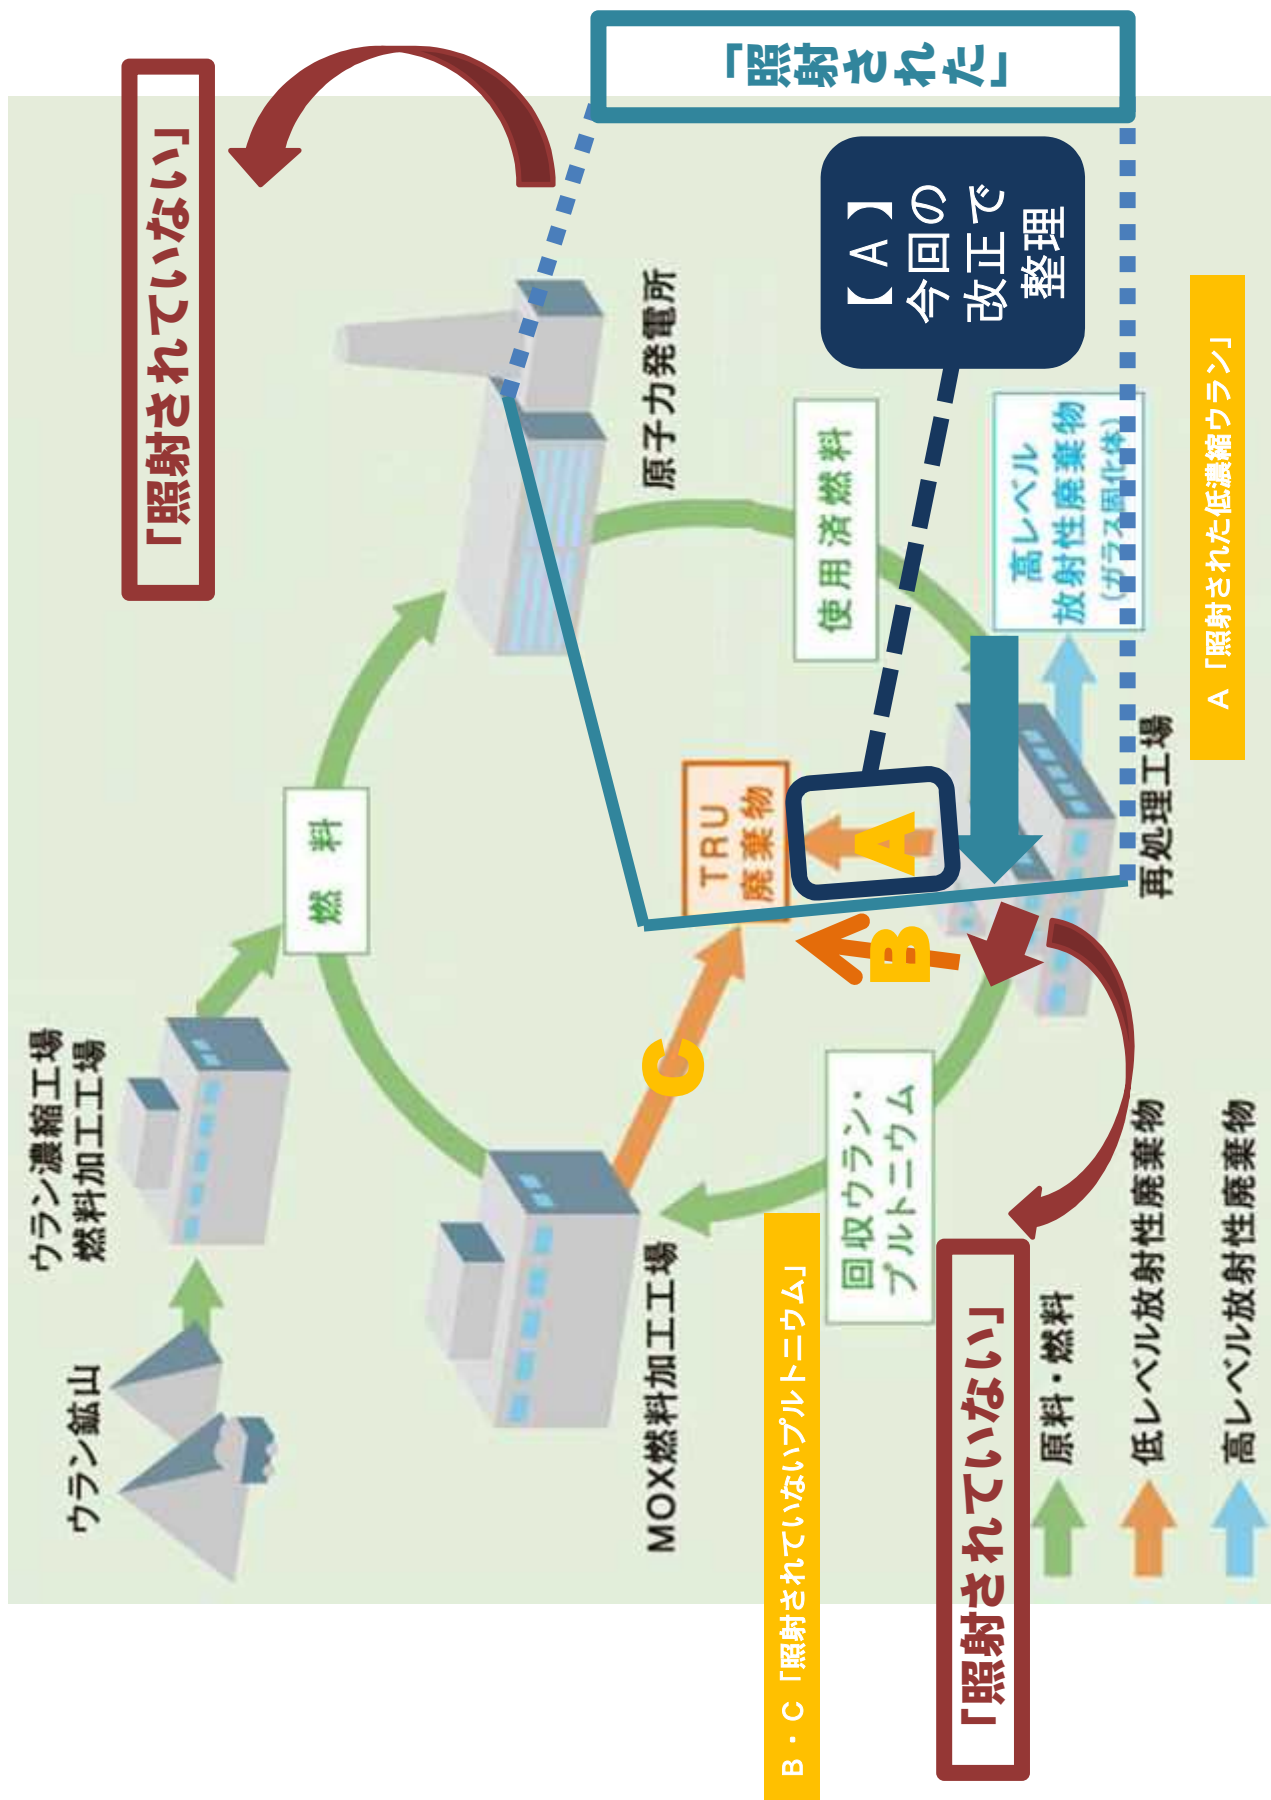 「照射されていない」
「照射された」
【A】
今回の
改正で
整理
ウラン鉱山
ウラン濃縮工場
燃料加工工場
燃　料
原子力発電所
使用済燃料
高レベル
放射性廃棄物
(ガラス固化体)
TRU
廃棄物
A
B
C
再処理工場
MOX燃料加工工場
回収ウラン・
プルトニウム
A「照射された低濃縮ウラン」
B・C「照射されていないプルトニウム」
「照射されていない」
原料・燃料
低レベル放射性廃棄物
高レベル放射性廃棄物